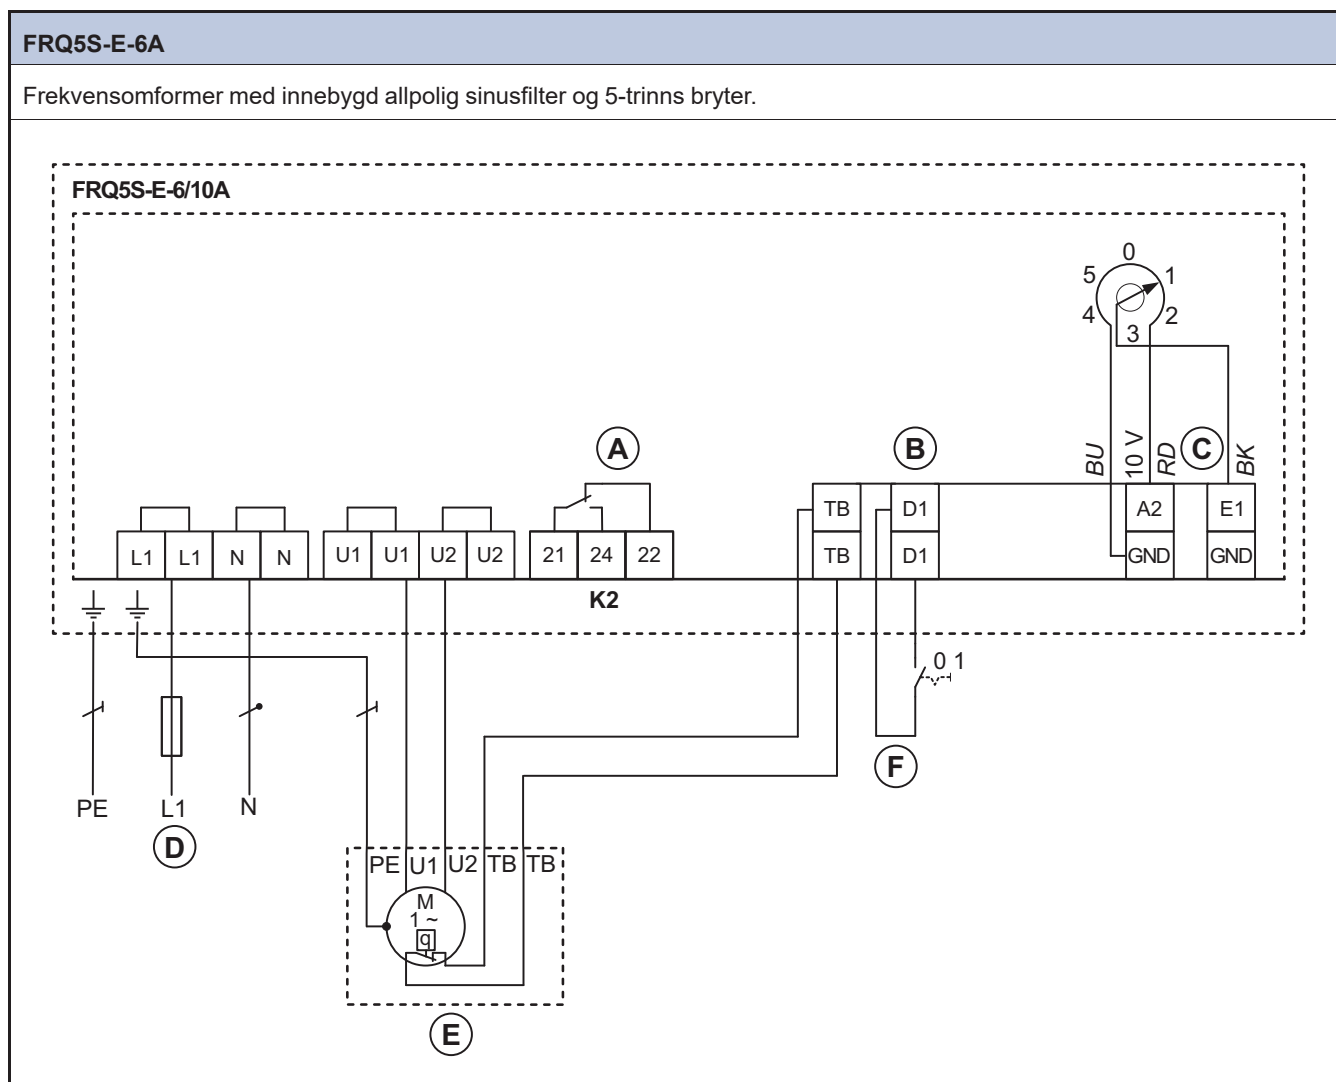 FRQ5S-E-6A
Frekvensomformer med innebygd allpolig sinusfilter og 5-trinns bryter.
FRQ5S-E-6/10A
0
5 1
4 2
3
A B C
BU 10 V RD BK
TB D1 A2 E1
L1 L1 N N U1 U1 U2 U2 21 24 22 TB D1 GND GND
K2
0 1
F
PE L1 N
D
PE U1 U2 TB TB
M
1 ~
q
E